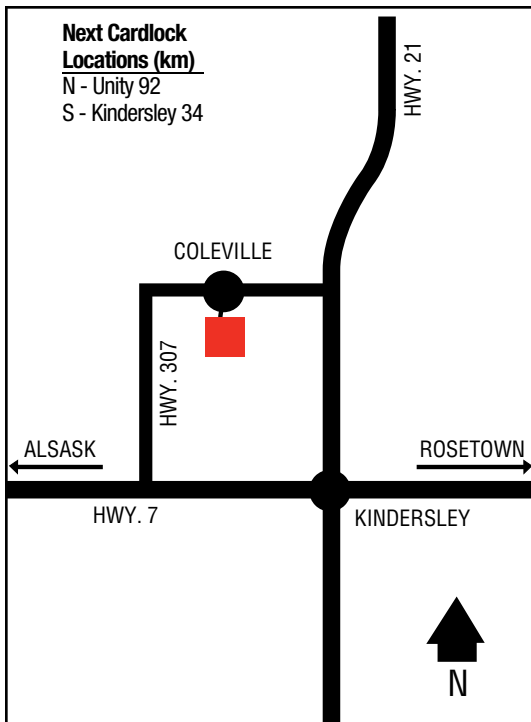 Next Cardlock
Locations (km)
N - Unity 92
S - Kindersley 34
HWY. 21
COLEVILLE
HWY. 307
ALSASK
ROSETOWN
HWY. 7
KINDERSLEY
N